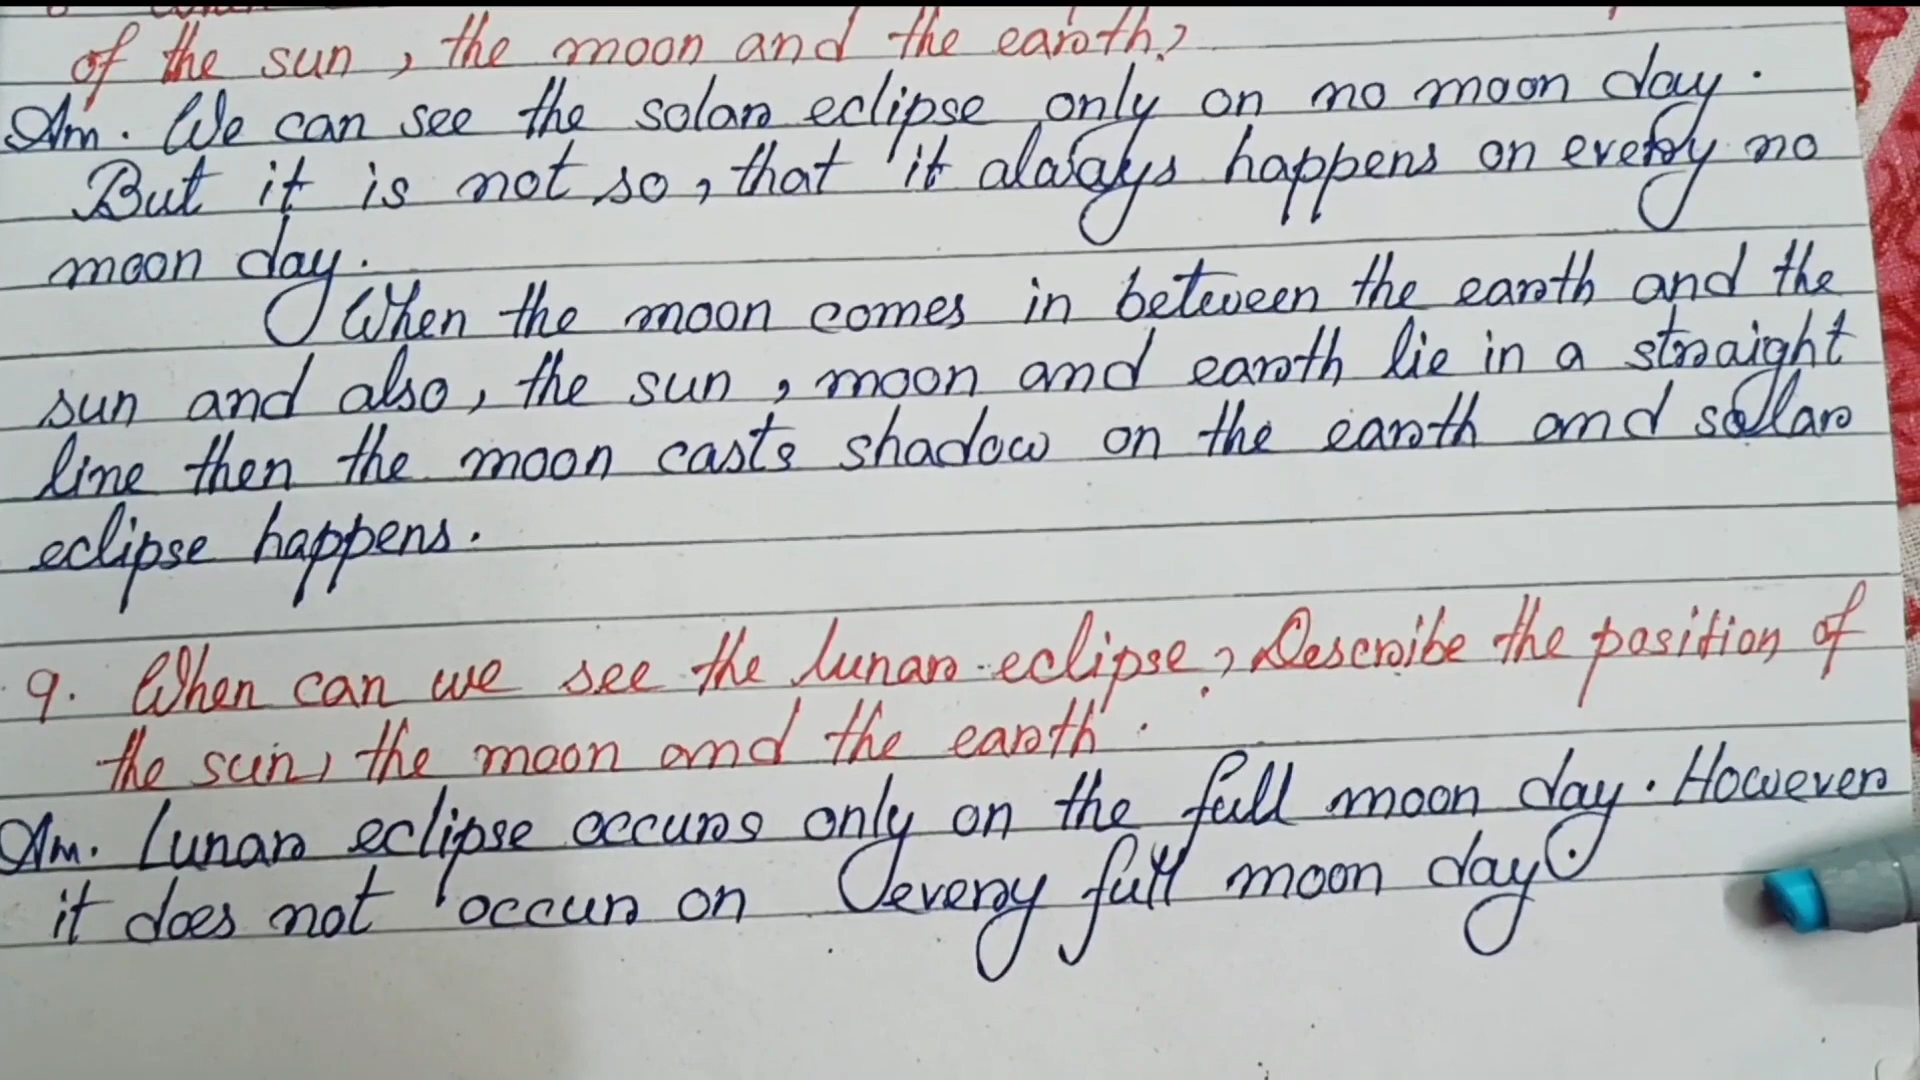 of the sun, the moon and the earth?
Ans. We can see the solar eclipse only on no moon day.
But it is not so, that it always happens on every no
moon day.
When the moon comes in between the earth and the
sun and also, the sun, moon and earth lie in a straight
line then the moon casts shadow on the earth and solar
eclipse happens.
9. When can we see the lunar eclipse? Describe the position of
the sun, the moon and the earth.
Ans. Lunar eclipse occurs only on the full moon day. However
it does not occur on every full moon day.